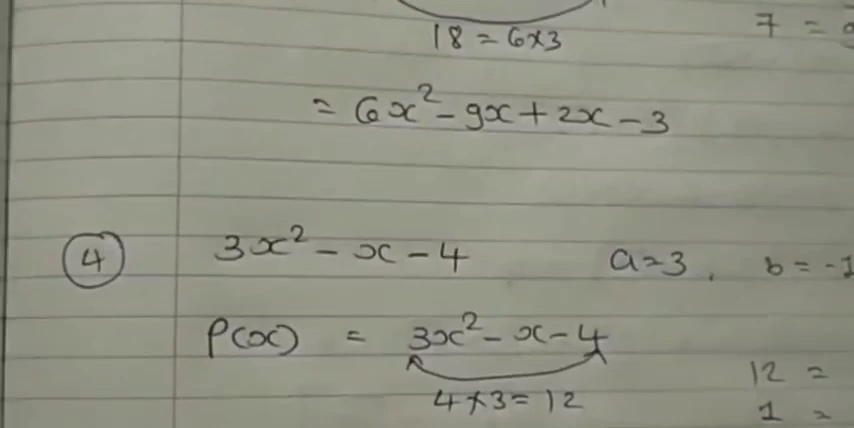 18 = 6×3
7 =
= 6x² - 9x + 2x - 3
④ 3x² - x - 4 a=3, b = -1
P(x) = 3x² - x - 4
4×3=12
12 =
1 =